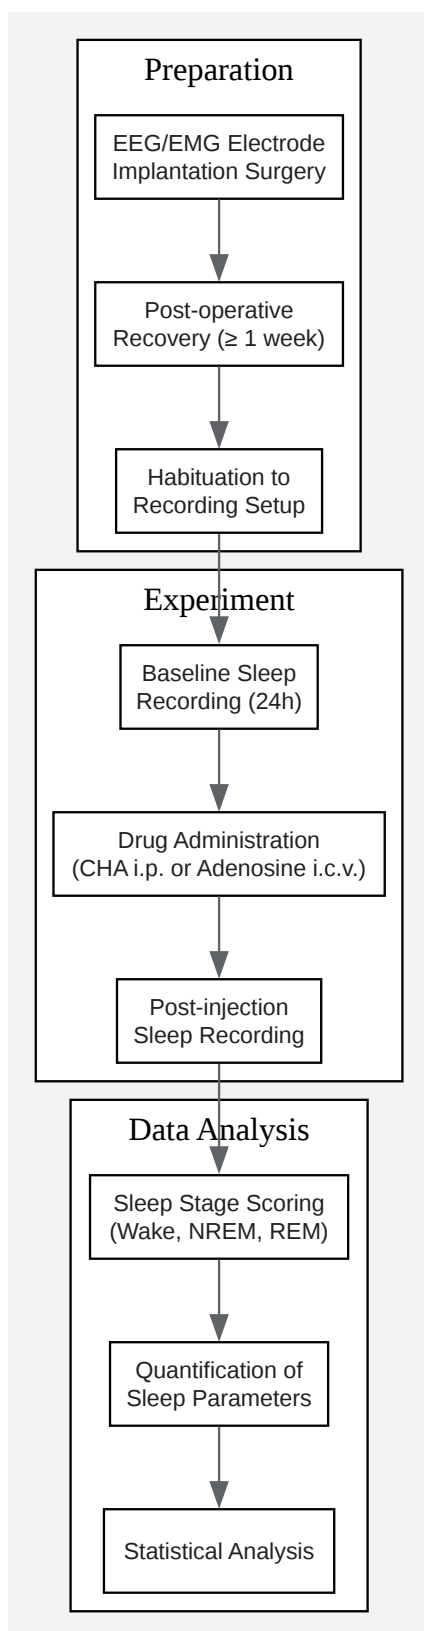 Preparation
EEG/EMG Electrode
Implantation Surgery
Post-operative
Recovery (≥ 1 week)
Habituation to
Recording Setup
Experiment
Baseline Sleep
Recording (24h)
Drug Administration
(CHA i.p. or Adenosine i.c.v.)
Post-injection
Sleep Recording
Data Analysis
Sleep Stage Scoring
(Wake, NREM, REM)
Quantification of
Sleep Parameters
Statistical Analysis